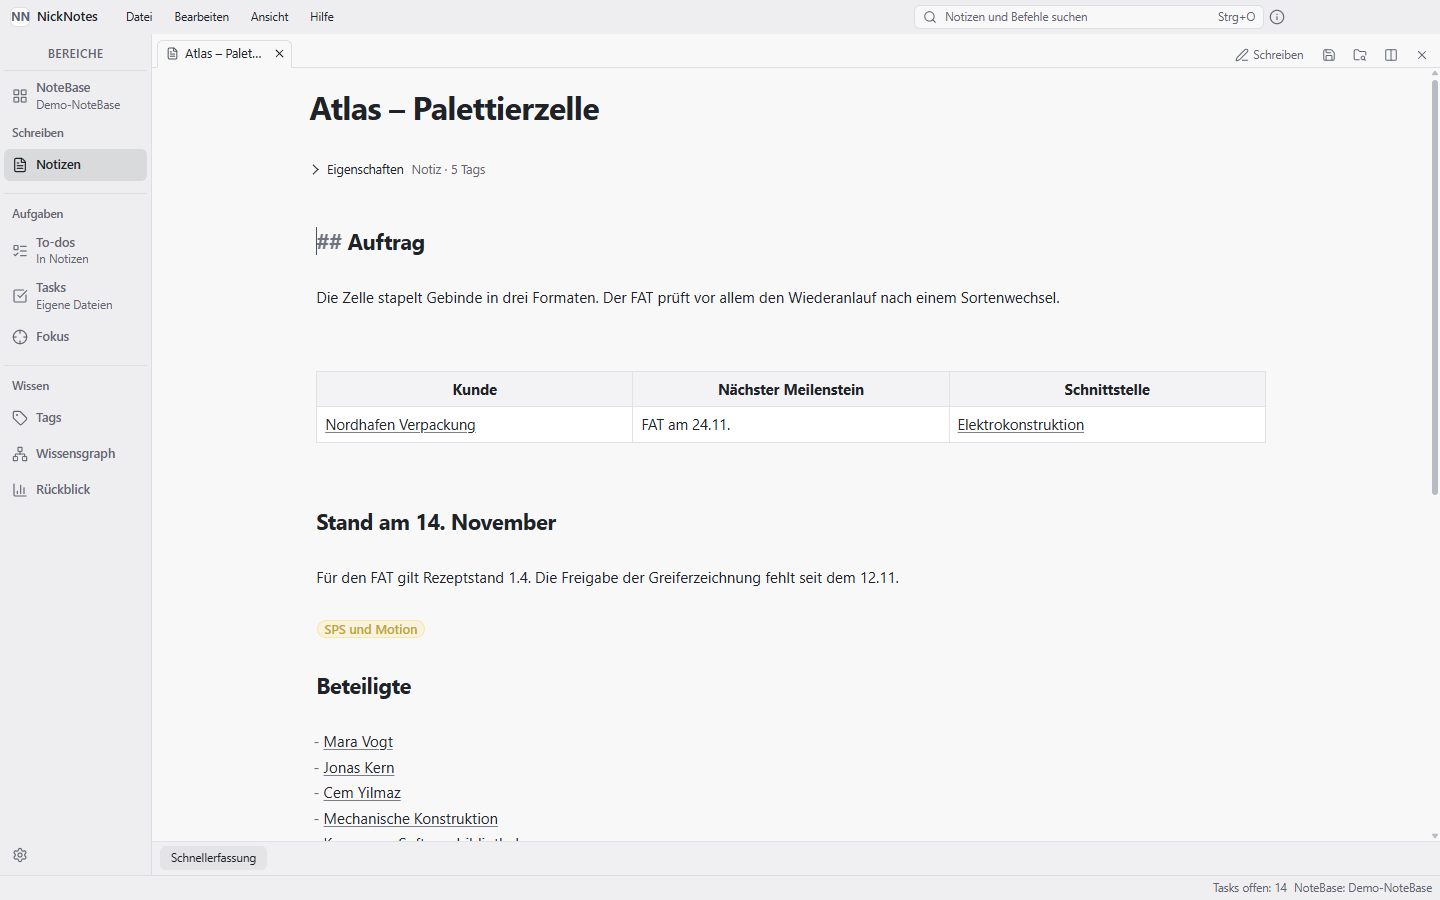 NN NickNotes Datei Bearbeiten Ansicht Hilfe Notizen und Befehle suchen Strg+O
BEREICHE
NoteBase
Demo-NoteBase
Schreiben
Notizen
Aufgaben
To-dos
In Notizen
Tasks
Eigene Dateien
Fokus
Wissen
Tags
Wissensgraph
Rückblick
Atlas – Palet...
Schreiben
Atlas – Palettierzelle
Eigenschaften Notiz · 5 Tags
## Auftrag
Die Zelle stapelt Gebinde in drei Formaten. Der FAT prüft vor allem den Wiederanlauf nach einem Sortenwechsel.
Kunde Nächster Meilenstein Schnittstelle
Nordhafen Verpackung FAT am 24.11. Elektrokonstruktion
Stand am 14. November
Für den FAT gilt Rezeptstand 1.4. Die Freigabe der Greiferzeichnung fehlt seit dem 12.11.
SPS und Motion
Beteiligte
- Mara Vogt
- Jonas Kern
- Cem Yilmaz
- Mechanische Konstruktion
Schnellerfassung
Tasks offen: 14 NoteBase: Demo-NoteBase